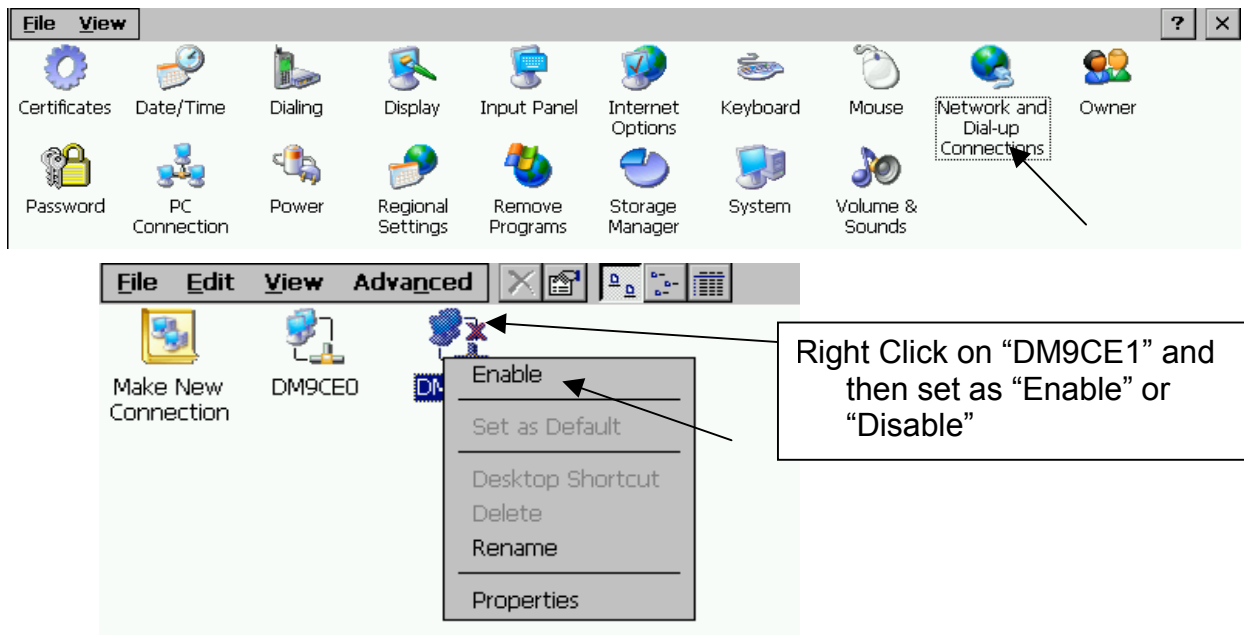 File View ? ×
Certificates Date/Time Dialing Display Input Panel Internet Options Keyboard Mouse Network and Dial-up Connections Owner
Password PC Connection Power Regional Settings Remove Programs Storage Manager System Volume & Sounds
File Edit View Advanced
Make New Connection DM9CE0
Enable
Set as Default
Desktop Shortcut
Delete
Rename
Properties
Right Click on “DM9CE1” and
then set as “Enable” or
“Disable”